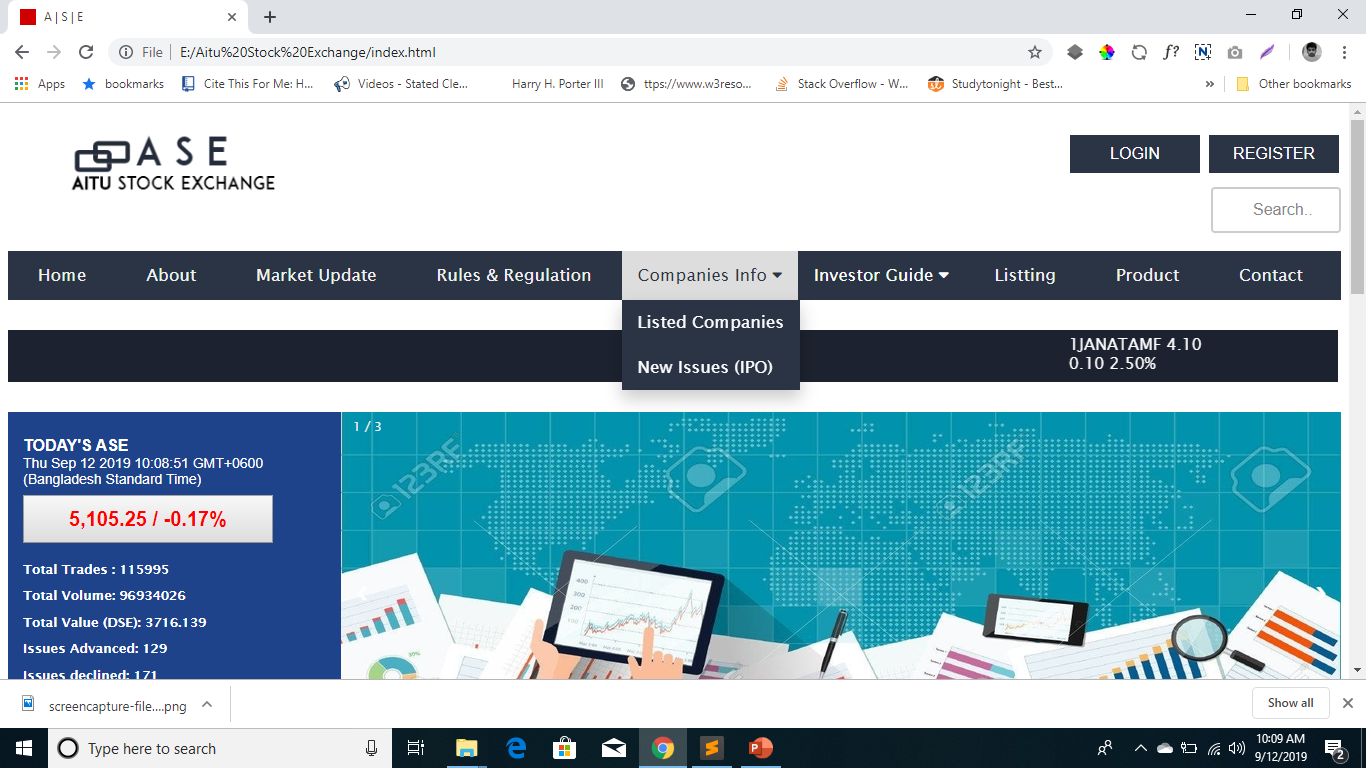 A | S | E
File
E:/Aitu%20Stock%20Exchange/index.html
f?
N
Apps
bookmarks
Cite This For Me: H...
Videos - Stated Cle...
Harry H. Porter III
ttps://www.w3reso...
Stack Overflow - W...
Studytonight - Best...
»
Other bookmarks
A S E
AITU STOCK EXCHANGE
LOGIN
REGISTER
Search..
Home
About
Market Update
Rules & Regulation
Companies Info
Investor Guide
Listting
Product
Contact
Listed Companies
New Issues (IPO)
1JANATAMF 4.10
0.10 2.50%
TODAY'S ASE
Thu Sep 12 2019 10:08:51 GMT+0600
(Bangladesh Standard Time)
5,105.25 / -0.17%
Total Trades : 115995
Total Volume: 96934026
Total Value (DSE): 3716.139
Issues Advanced: 129
Issues declined: 171
1 / 3
123RF
123RF
400
300
100
30%
screencapture-file....png
Show all
Type here to search
10:09 AM
9/12/2019
2